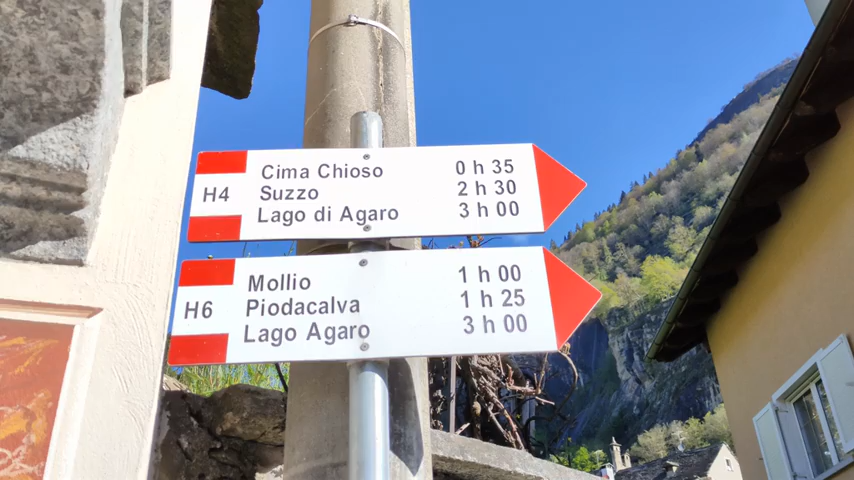 H4
Cima Chioso 0 h 35
Suzzo 2 h 30
Lago di Agaro 3 h 00
H6
Mollio 1 h 00
Piodacalva 1 h 25
Lago Agaro 3 h 00